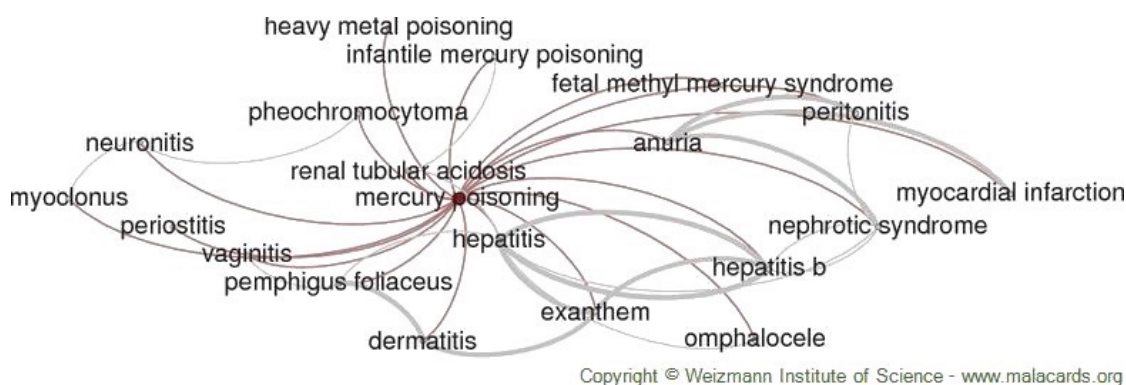 heavy metal poisoning
infantile mercury poisoning
fetal methyl mercury syndrome
pheochromocytoma
peritonitis
neuronitis
anuria
renal tubular acidosis
myoclonus
mercury poisoning
myocardial infarction
periostitis
nephrotic syndrome
vaginitis
hepatitis
hepatitis b
pemphigus foliaceus
exanthem
dermatitis
omphalocele
Copyright © Weizmann Institute of Science - www.malacards.org